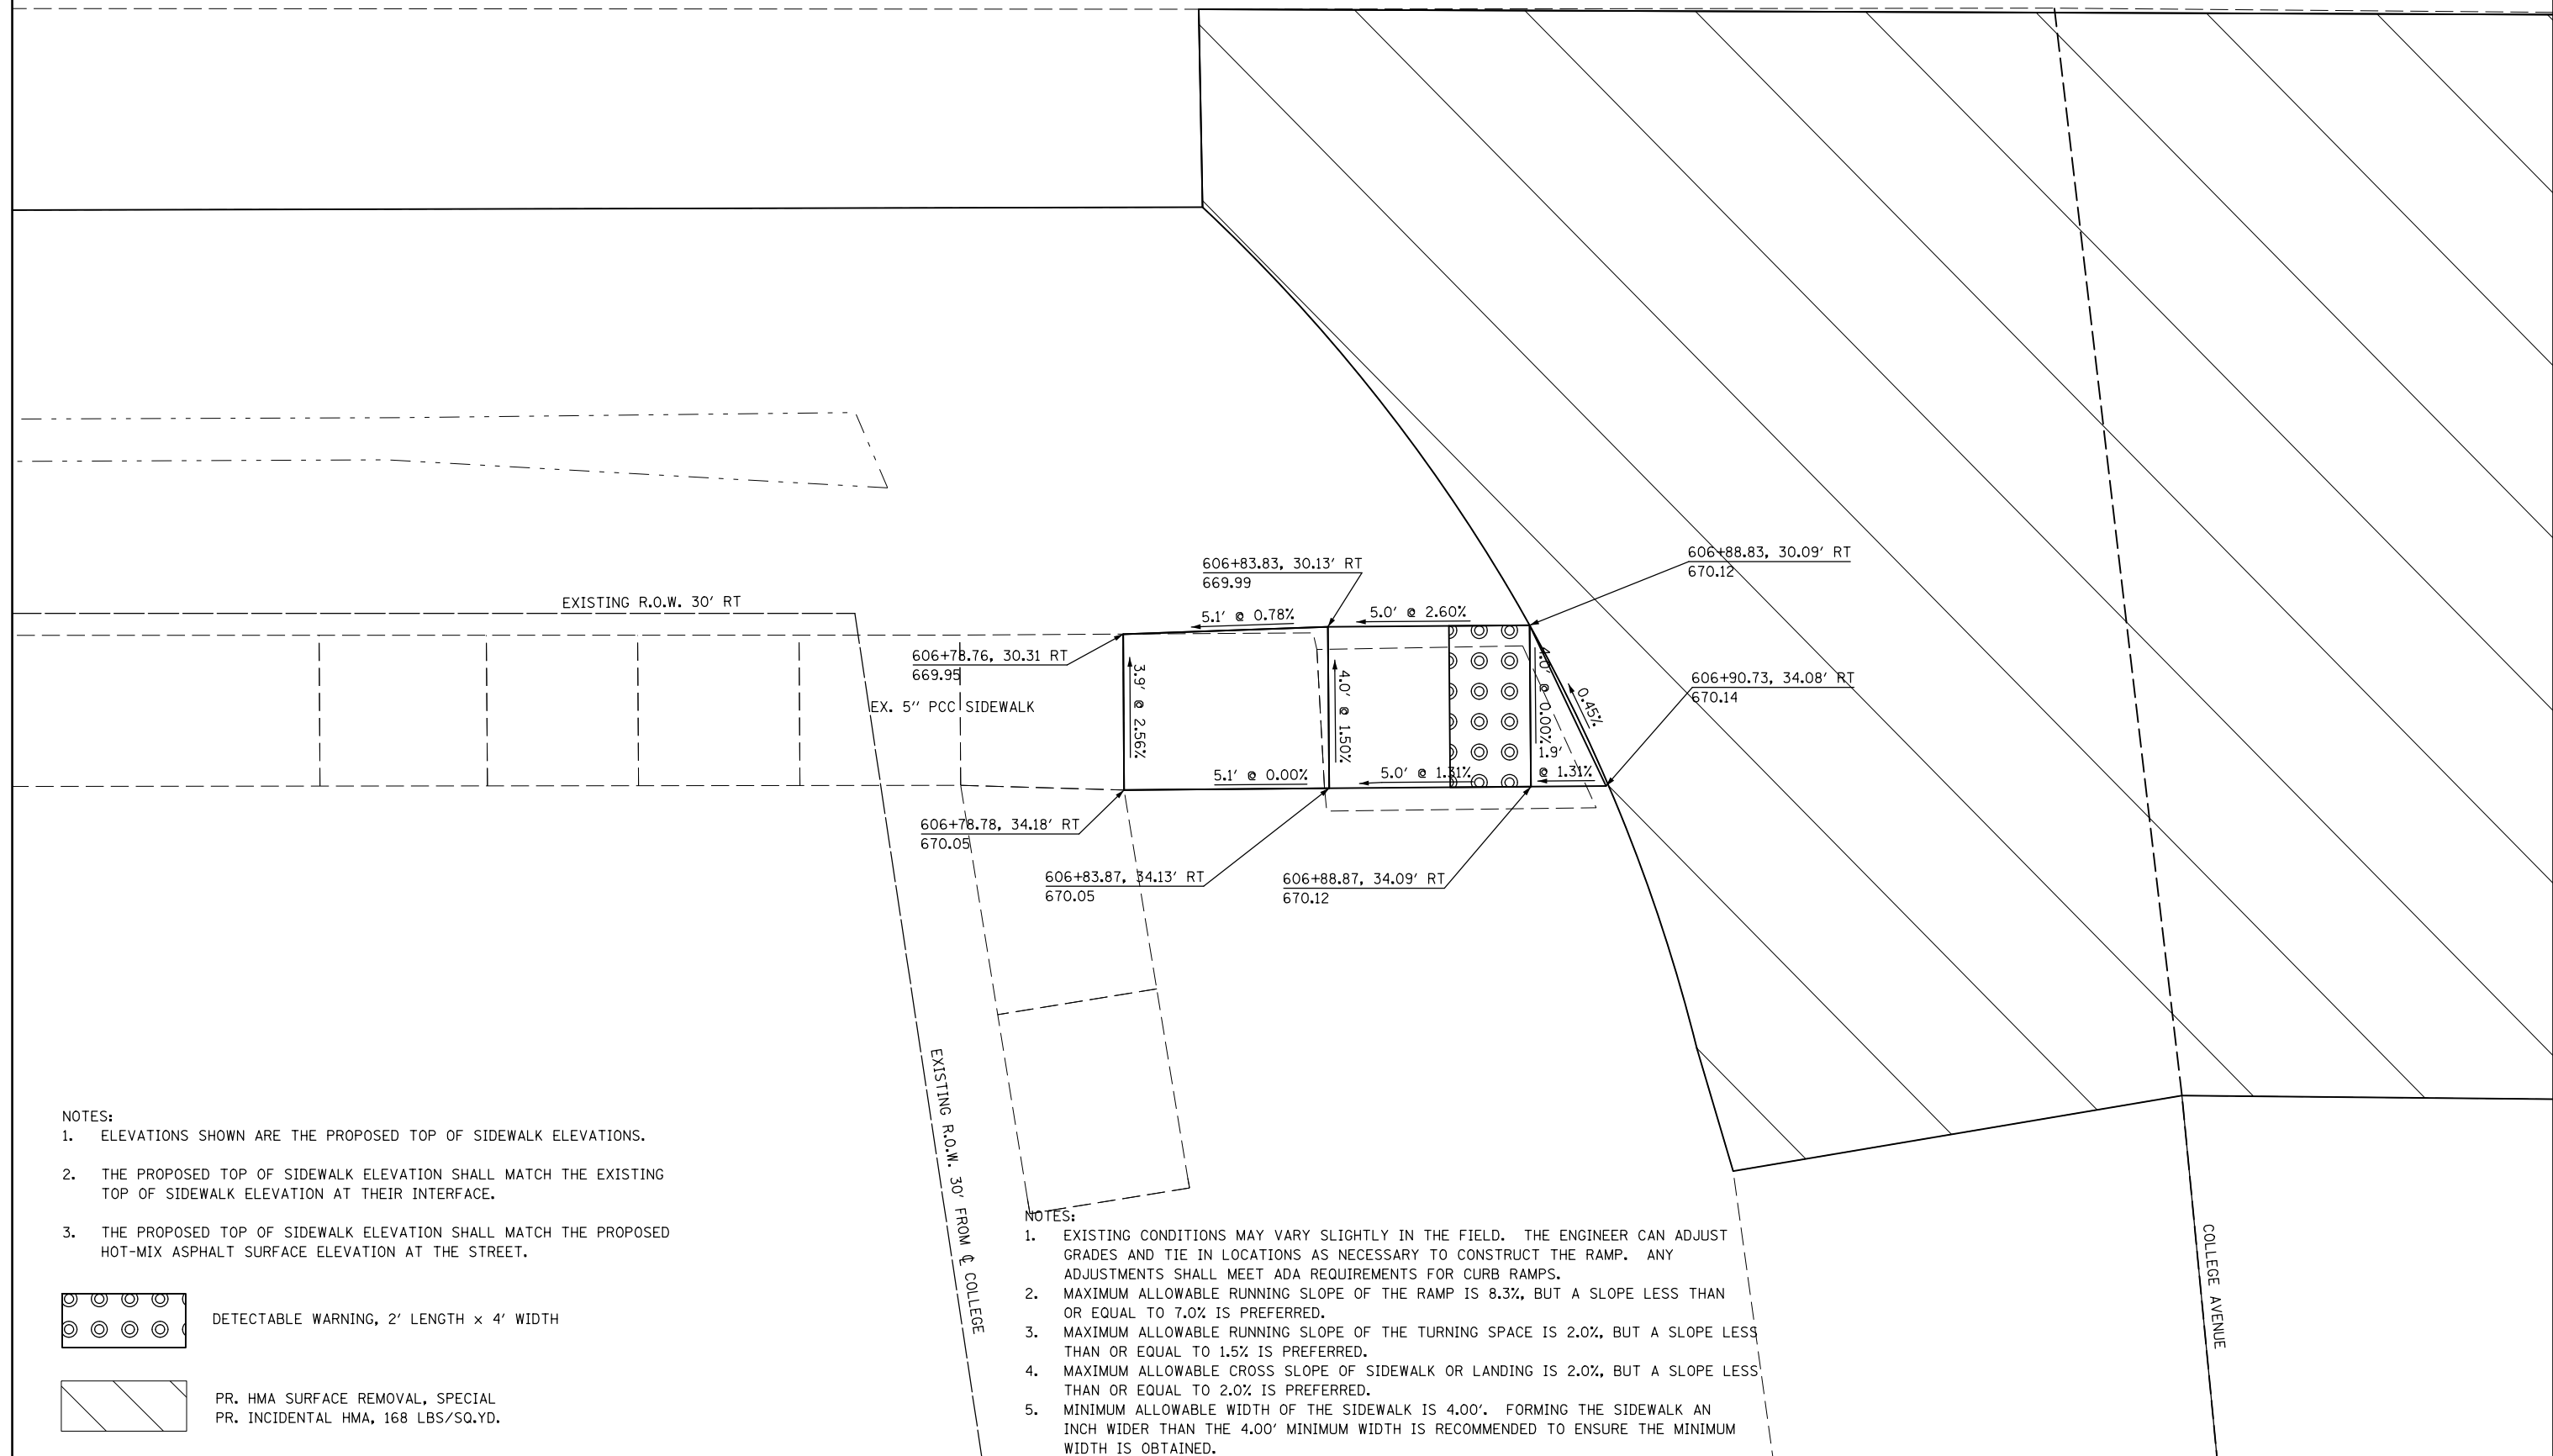 606+83.83, 30.13' RT
669.99
606+88.83, 30.09' RT
670.12
EXISTING R.O.W. 30' RT
5.1' @ 0.78%
5.0' @ 2.60%
606+78.76, 30.31 RT
669.95
EX. 5'' PCC SIDEWALK
3.9' @ 2.56%
4.0' @ 1.50%
4.0' @ 0.00%
0.45%
606+90.73, 34.08' RT
670.14
1.9'
@ 1.31%
5.1' @ 0.00%
5.0' @ 1.31%
606+78.78, 34.18' RT
670.05
606+83.87, 34.13' RT
670.05
606+88.87, 34.09' RT
670.12
EXISTING R.O.W. 30' FROM ℄ COLLEGE
COLLEGE AVENUE
NOTES:
1. ELEVATIONS SHOWN ARE THE PROPOSED TOP OF SIDEWALK ELEVATIONS.
2. THE PROPOSED TOP OF SIDEWALK ELEVATION SHALL MATCH THE EXISTING
TOP OF SIDEWALK ELEVATION AT THEIR INTERFACE.
3. THE PROPOSED TOP OF SIDEWALK ELEVATION SHALL MATCH THE PROPOSED
HOT-MIX ASPHALT SURFACE ELEVATION AT THE STREET.
DETECTABLE WARNING, 2' LENGTH x 4' WIDTH
PR. HMA SURFACE REMOVAL, SPECIAL
PR. INCIDENTAL HMA, 168 LBS/SQ.YD.
NOTES:
1. EXISTING CONDITIONS MAY VARY SLIGHTLY IN THE FIELD. THE ENGINEER CAN ADJUST
GRADES AND TIE IN LOCATIONS AS NECESSARY TO CONSTRUCT THE RAMP. ANY
ADJUSTMENTS SHALL MEET ADA REQUIREMENTS FOR CURB RAMPS.
2. MAXIMUM ALLOWABLE RUNNING SLOPE OF THE RAMP IS 8.3%, BUT A SLOPE LESS THAN
OR EQUAL TO 7.0% IS PREFERRED.
3. MAXIMUM ALLOWABLE RUNNING SLOPE OF THE TURNING SPACE IS 2.0%, BUT A SLOPE LESS
THAN OR EQUAL TO 1.5% IS PREFERRED.
4. MAXIMUM ALLOWABLE CROSS SLOPE OF SIDEWALK OR LANDING IS 2.0%, BUT A SLOPE LESS
THAN OR EQUAL TO 2.0% IS PREFERRED.
5. MINIMUM ALLOWABLE WIDTH OF THE SIDEWALK IS 4.00'. FORMING THE SIDEWALK AN
INCH WIDER THAN THE 4.00' MINIMUM WIDTH IS RECOMMENDED TO ENSURE THE MINIMUM
WIDTH IS OBTAINED.